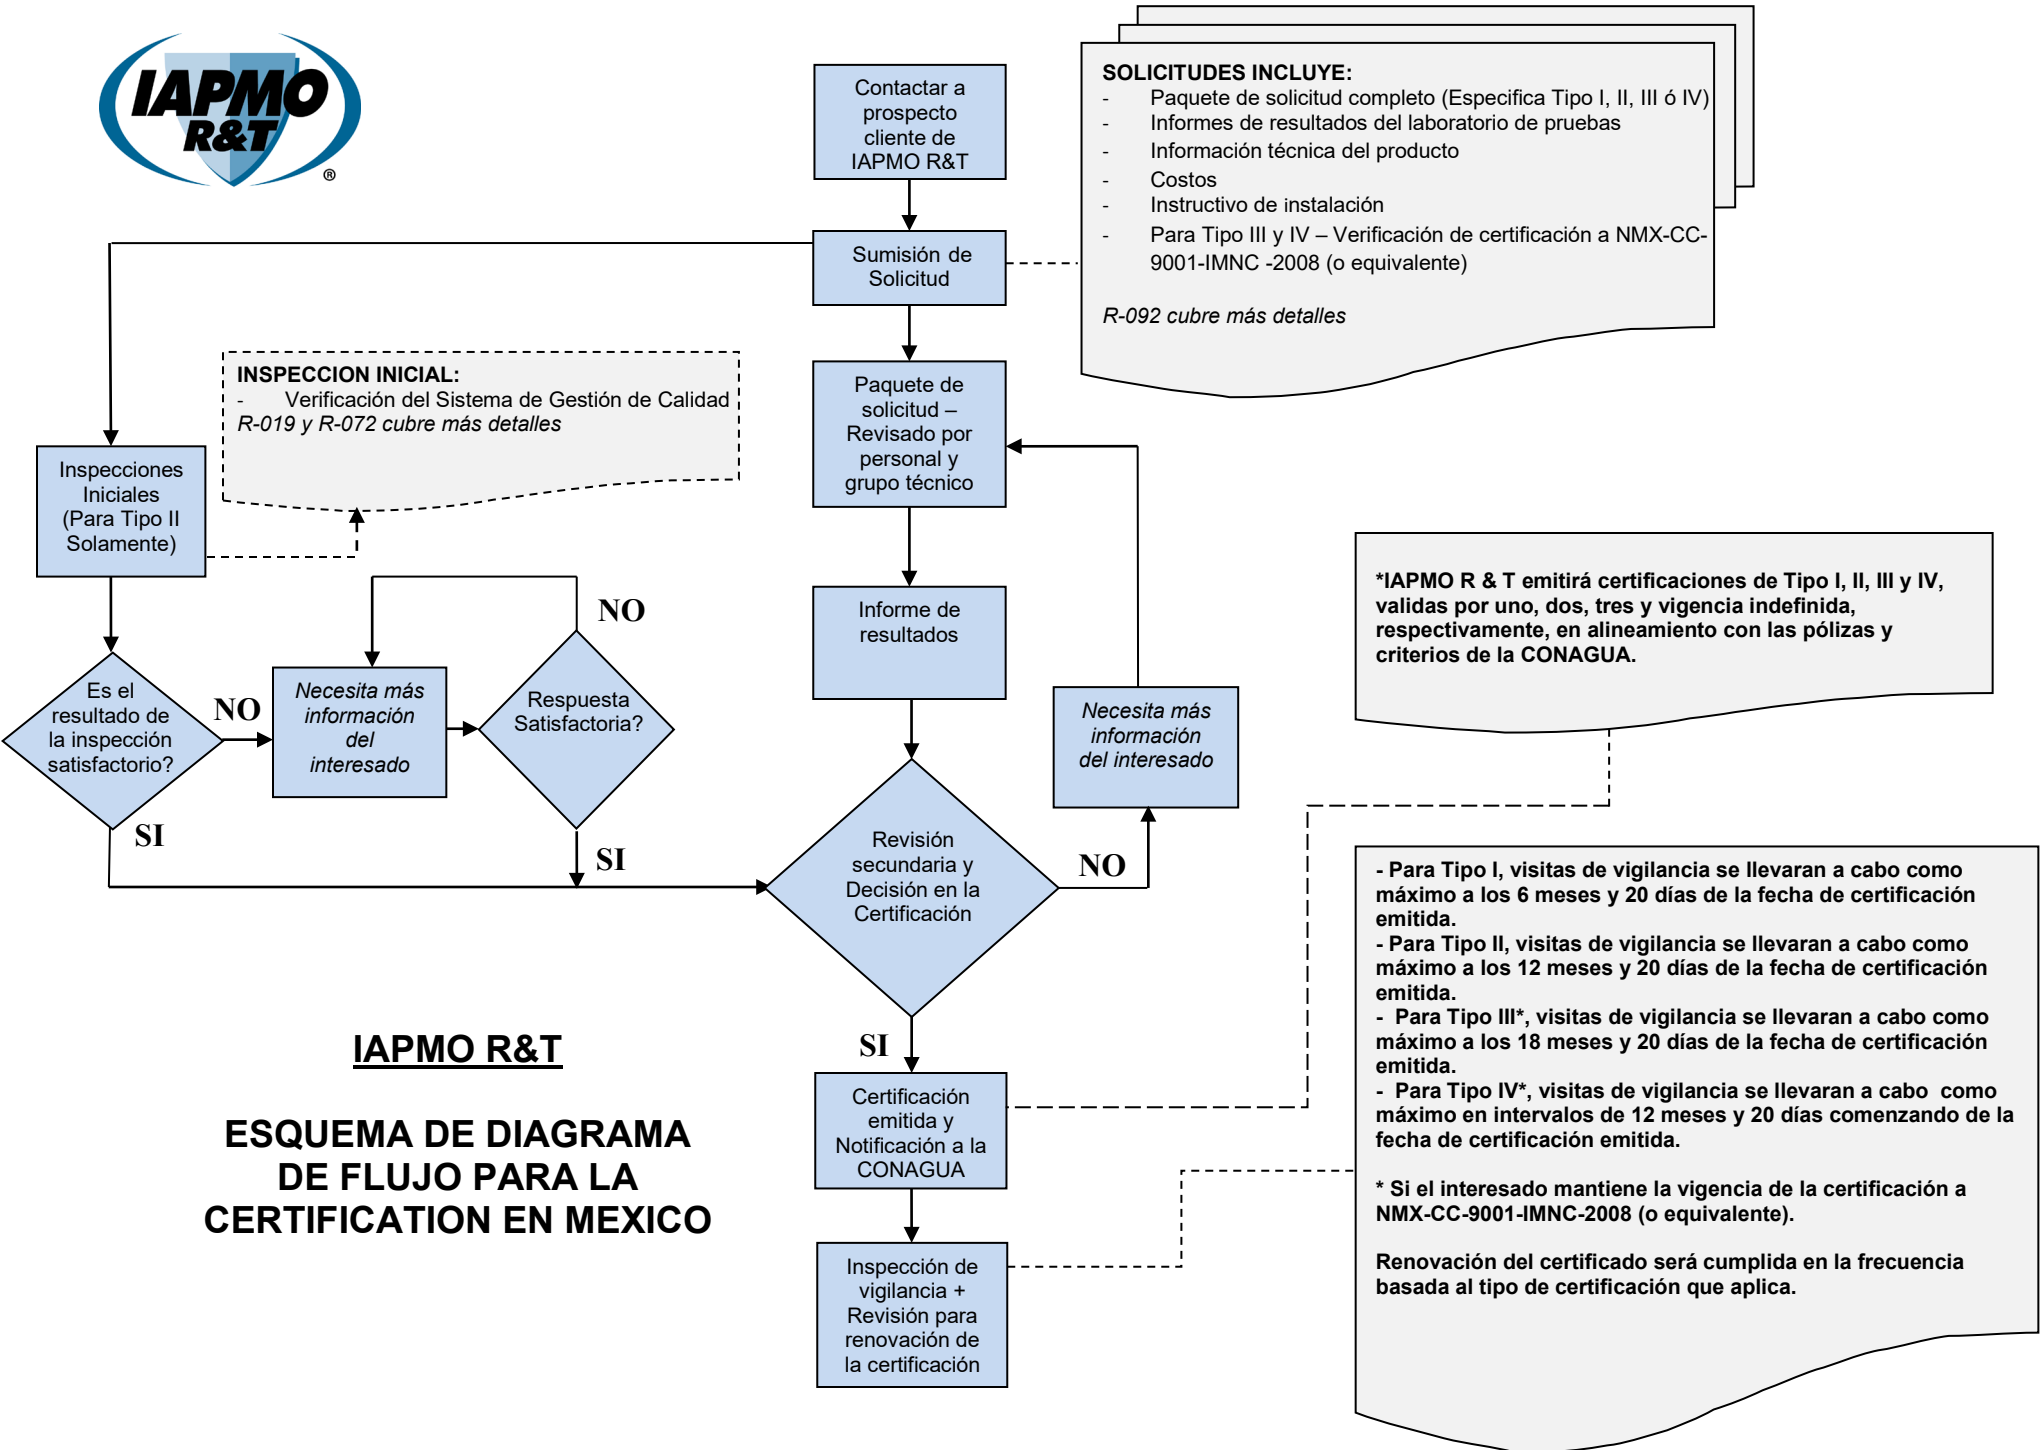 IAPMO
R&T
®
Contactar a
prospecto
cliente de
IAPMO R&T
SOLICITUDES INCLUYE:
- Paquete de solicitud completo (Especifica Tipo I, II, III ó IV)
- Informes de resultados del laboratorio de pruebas
- Información técnica del producto
- Costos
- Instructivo de instalación
- Para Tipo III y IV – Verificación de certificación a NMX-CC-
9001-IMNC -2008 (o equivalente)
R-092 cubre más detalles
Sumisión de
Solicitud
INSPECCION INICIAL:
- Verificación del Sistema de Gestión de Calidad
R-019 y R-072 cubre más detalles
Paquete de
solicitud –
Revisado por
personal y
grupo técnico
Inspecciones
Iniciales
(Para Tipo II
Solamente)
Informe de
resultados
*IAPMO R & T emitirá certificaciones de Tipo I, II, III y IV,
validas por uno, dos, tres y vigencia indefinida,
respectivamente, en alineamiento con las pólizas y
criterios de la CONAGUA.
NO
Es el
resultado de
la inspección
satisfactorio?
NO
Necesita más
información
del
interesado
Respuesta
Satisfactoria?
Necesita más
información
del interesado
SI
SI
Revisión
secundaria y
Decisión en la
Certificación
NO
- Para Tipo I, visitas de vigilancia se llevaran a cabo como
máximo a los 6 meses y 20 días de la fecha de certificación
emitida.
- Para Tipo II, visitas de vigilancia se llevaran a cabo como
máximo a los 12 meses y 20 días de la fecha de certificación
emitida.
- Para Tipo III*, visitas de vigilancia se llevaran a cabo como
máximo a los 18 meses y 20 días de la fecha de certificación
emitida.
- Para Tipo IV*, visitas de vigilancia se llevaran a cabo como
máximo en intervalos de 12 meses y 20 días comenzando de la
fecha de certificación emitida.
* Si el interesado mantiene la vigencia de la certificación a
NMX-CC-9001-IMNC-2008 (o equivalente).
Renovación del certificado será cumplida en la frecuencia
basada al tipo de certificación que aplica.
SI
IAPMO R&T
ESQUEMA DE DIAGRAMA
DE FLUJO PARA LA
CERTIFICATION EN MEXICO
Certificación
emitida y
Notificación a la
CONAGUA
Inspección de
vigilancia +
Revisión para
renovación de
la certificación